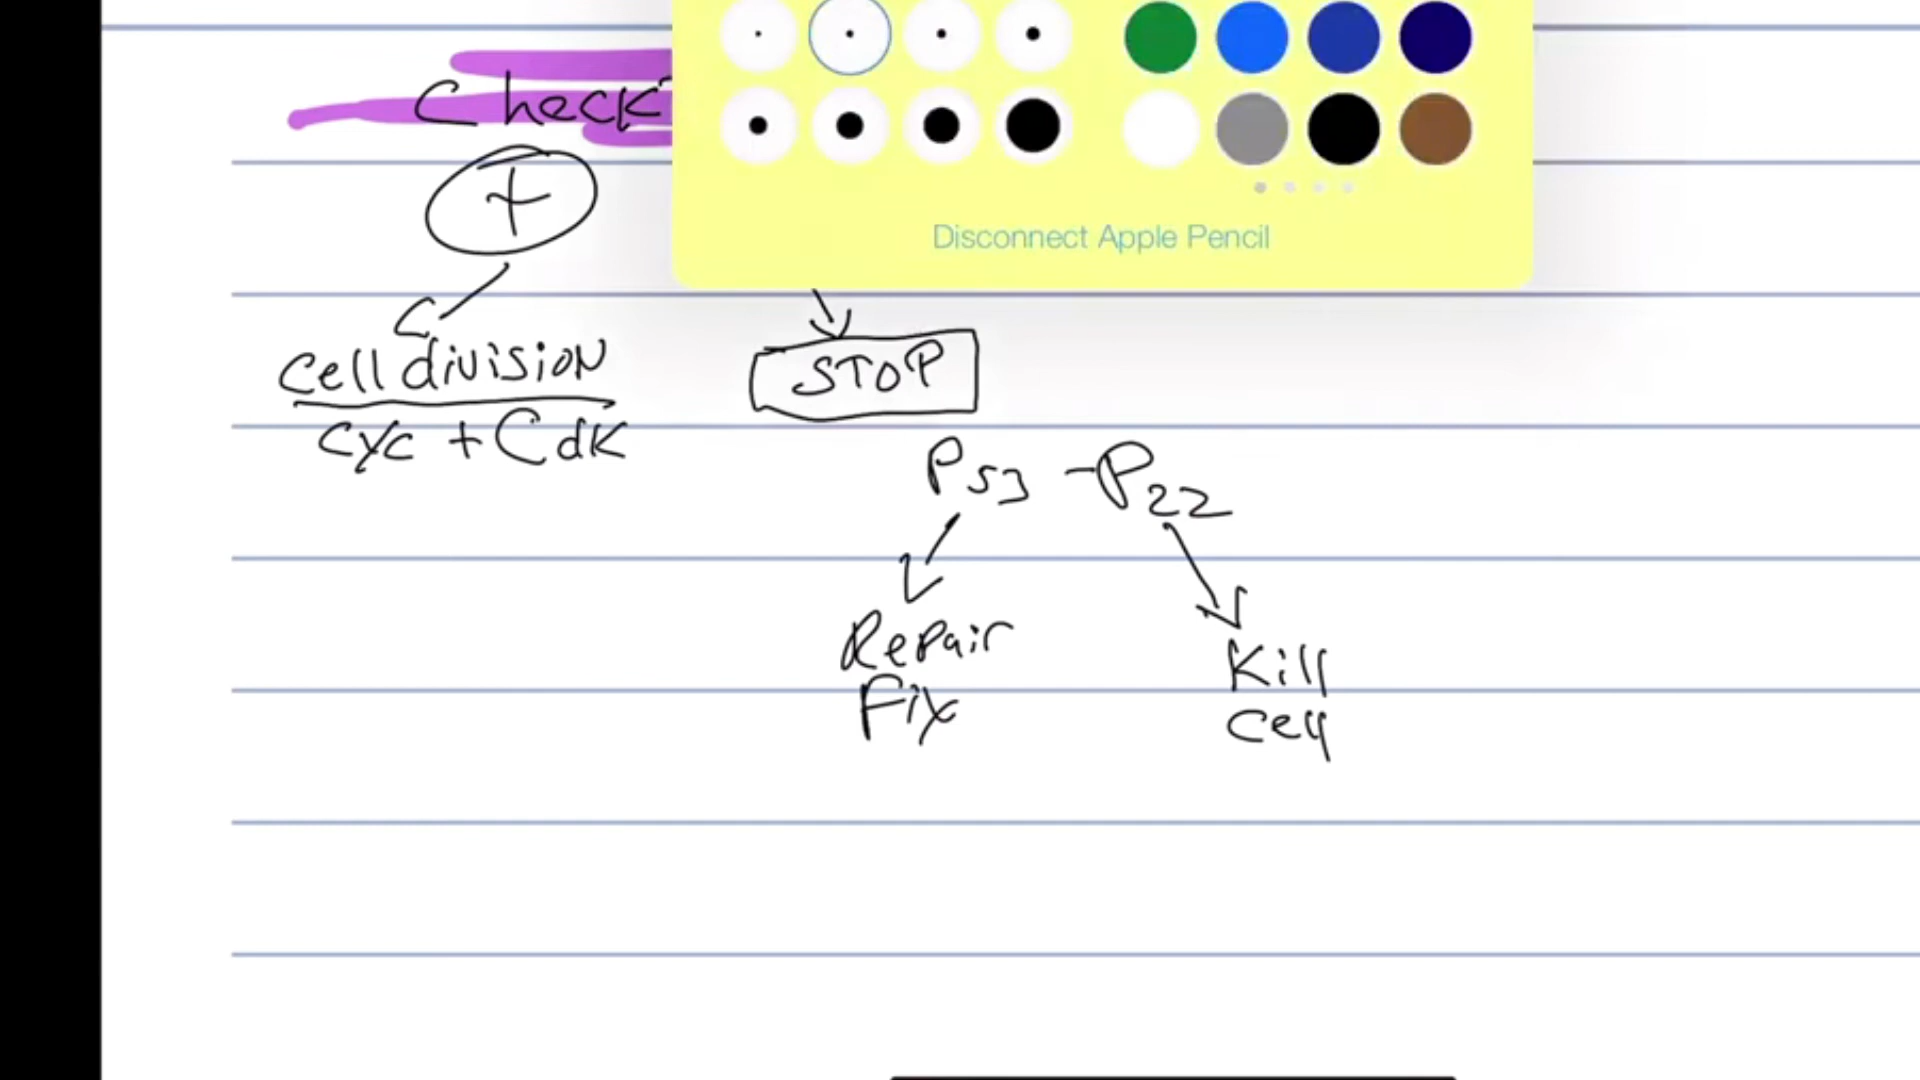 Check
+
Disconnect Apple Pencil
Cell division
STOP
Cyc + Cdk
P53 - P22
Repair
Fix
Kill
Cell